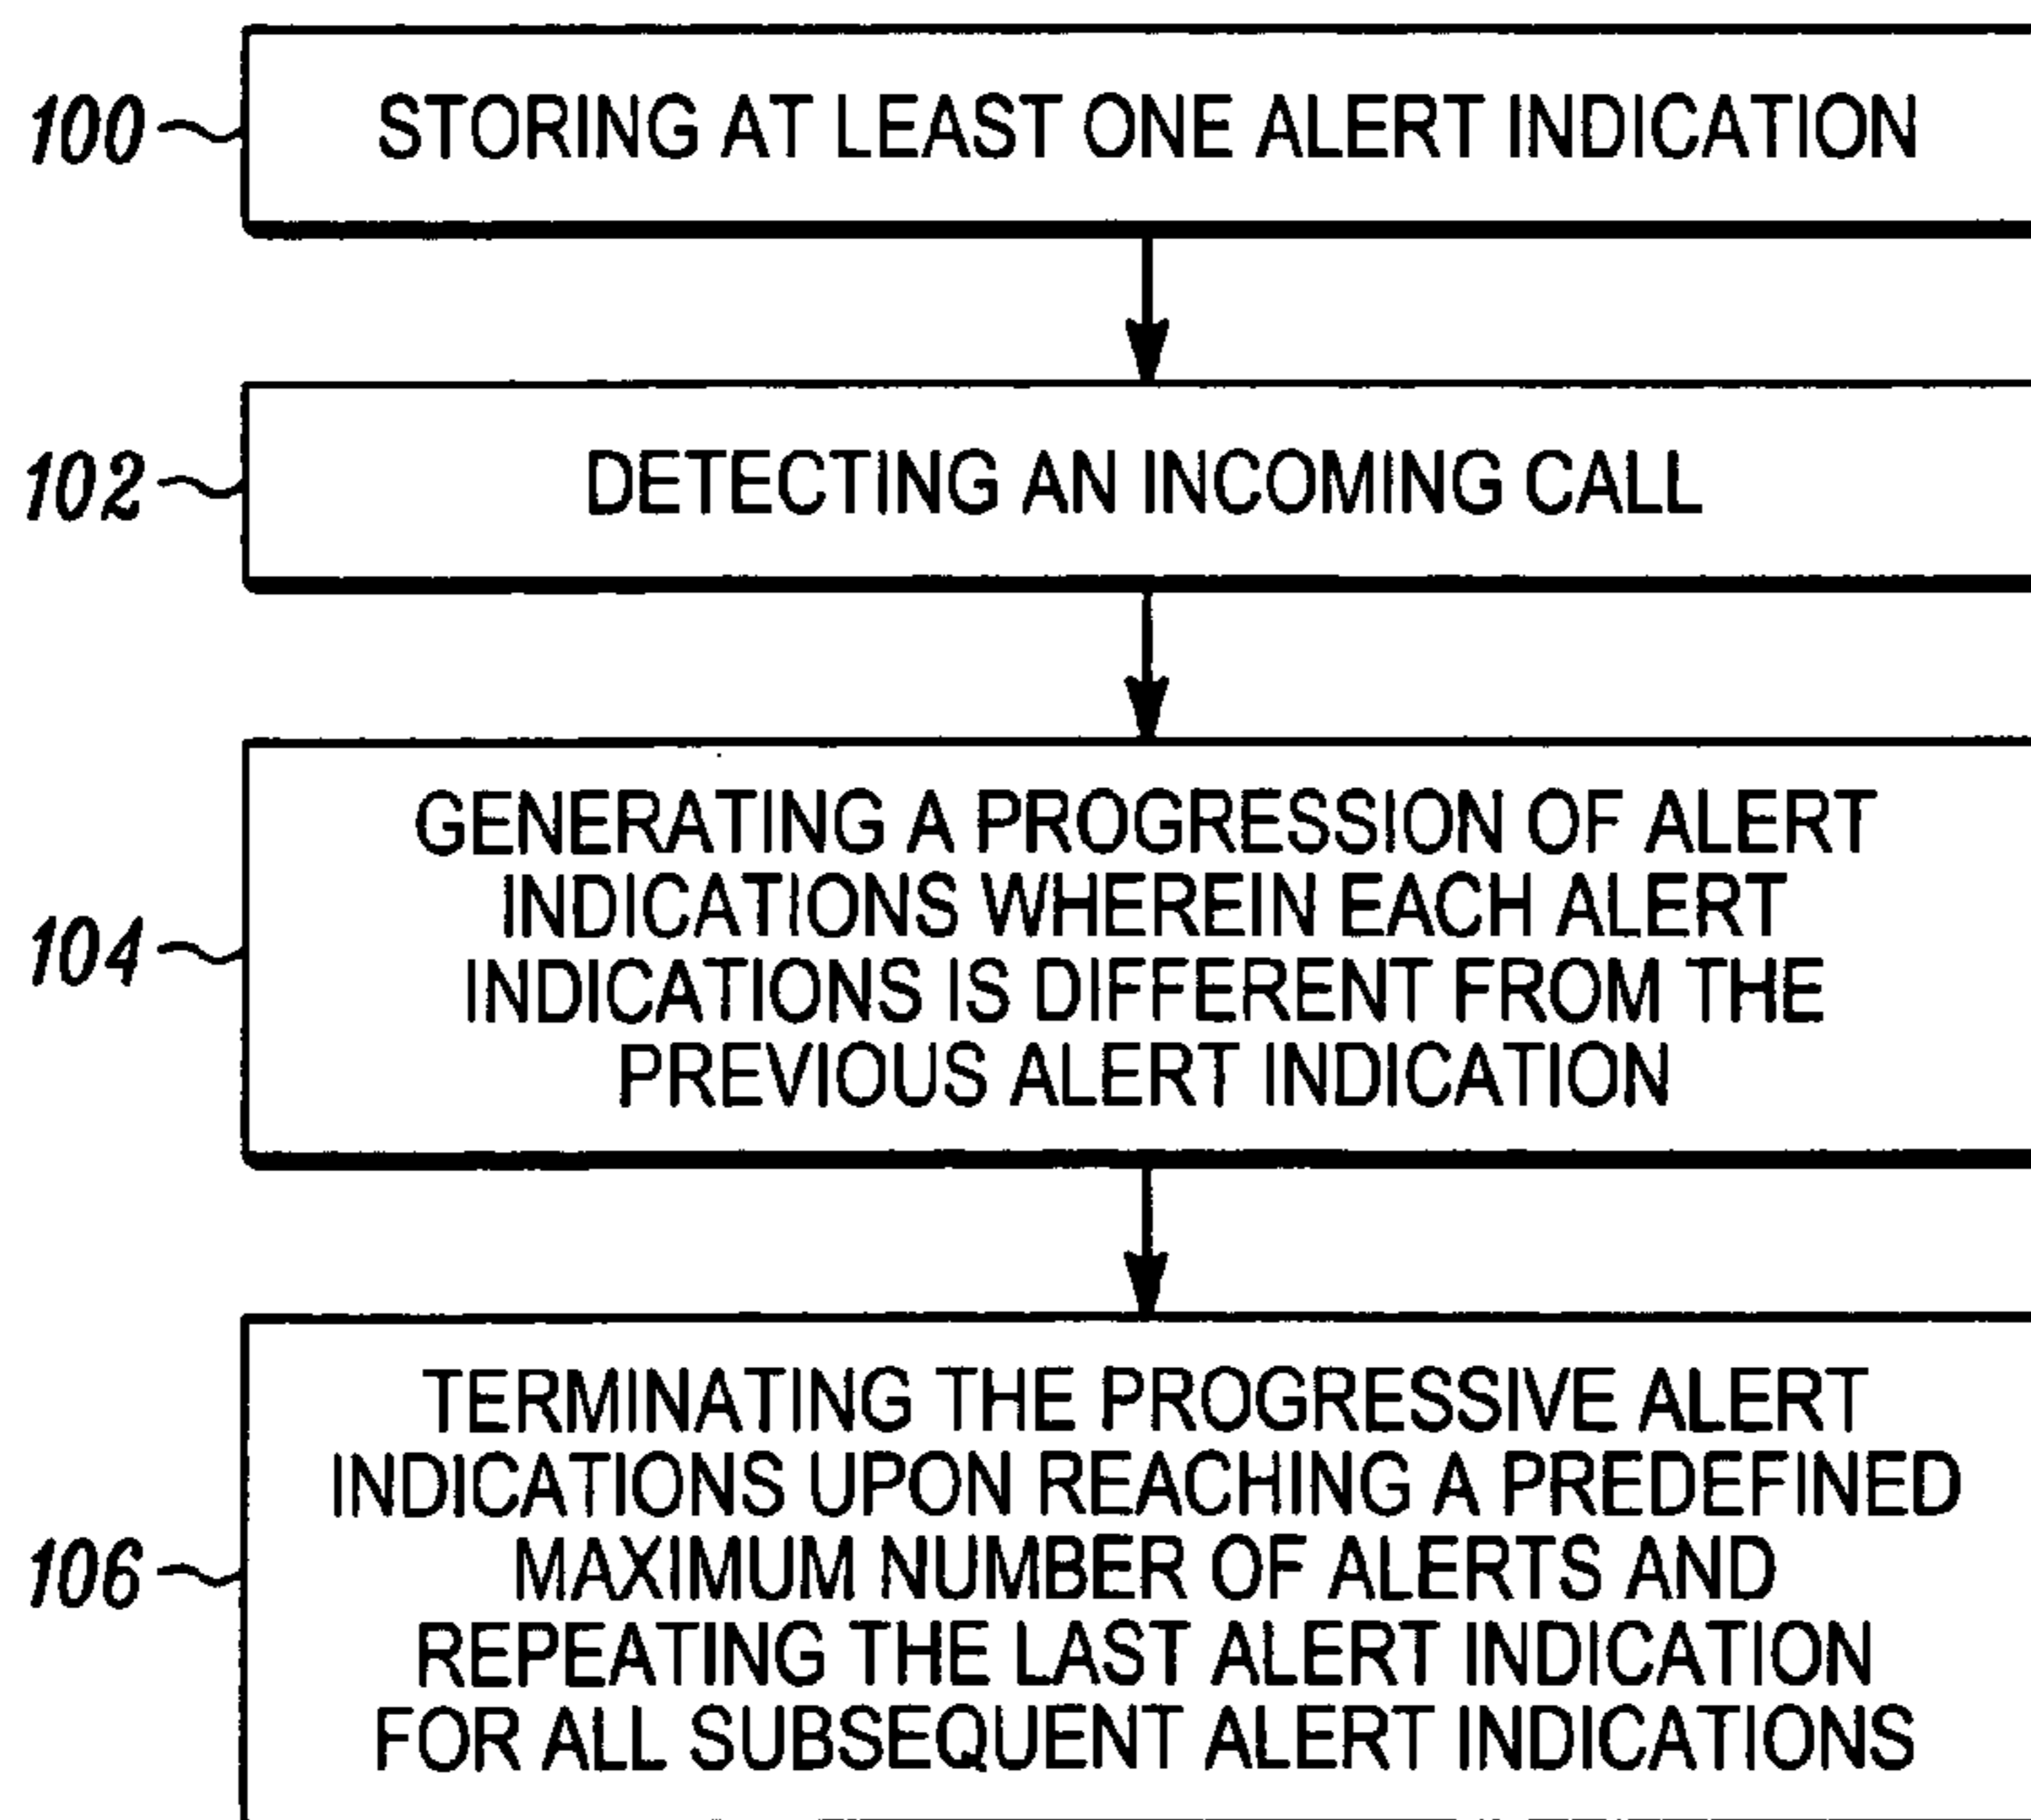 100
STORING AT LEAST ONE ALERT INDICATION
102
DETECTING AN INCOMING CALL
104
GENERATING A PROGRESSION OF ALERT
INDICATIONS WHEREIN EACH ALERT
INDICATIONS IS DIFFERENT FROM THE
PREVIOUS ALERT INDICATION
106
TERMINATING THE PROGRESSIVE ALERT
INDICATIONS UPON REACHING A PREDEFINED
MAXIMUM NUMBER OF ALERTS AND
REPEATING THE LAST ALERT INDICATION
FOR ALL SUBSEQUENT ALERT INDICATIONS